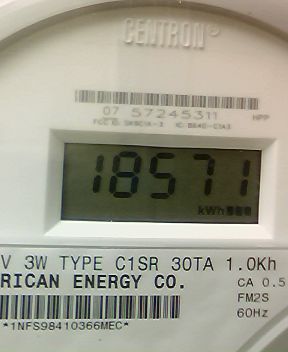 CENTRON®
07 57245311 HPP
18571
kWh
V 3W TYPE C1SR 30TA 1.0Kh
RICAN ENERGY CO. CA 0.5
FM2S
60Hz
*1NFS98410366MEC*